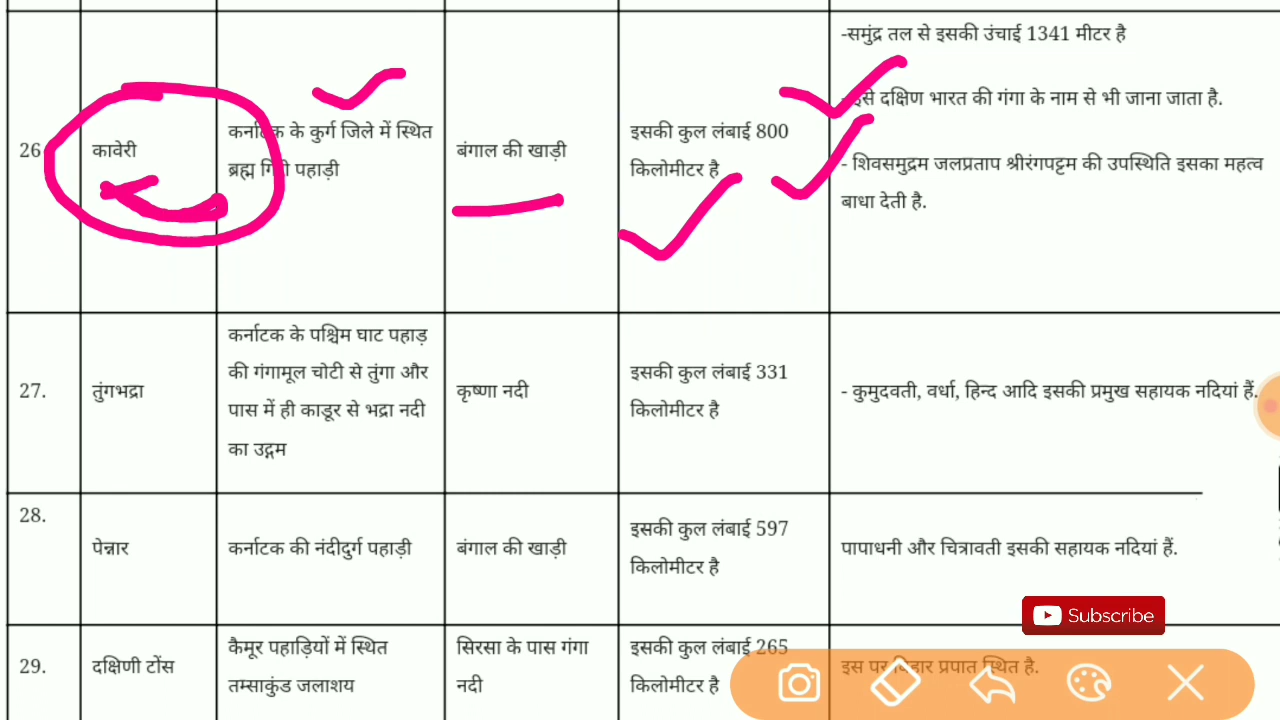 -समुंद्र तल से इसकी उंचाई 1341 मीटर है
- इसे दक्षिण भारत की गंगा के नाम से भी जाना जाता है.
26
कावेरी
कर्नाटक के कुर्ग जिले में स्थित
ब्रह्म गिरी पहाड़ी
बंगाल की खाड़ी
इसकी कुल लंबाई 800
किलोमीटर है
- शिवसमुद्रम जलप्रताप श्रीरंगपट्टम की उपस्थिति इसका महत्व
बाधा देती है.
27.
तुंगभद्रा
कर्नाटक के पश्चिम घाट पहाड़
की गंगामूल चोटी से तुंगा और
पास में ही काडूर से भद्रा नदी
का उद्गम
कृष्णा नदी
इसकी कुल लंबाई 331
किलोमीटर है
- कुमुदवती, वर्धा, हिन्द आदि इसकी प्रमुख सहायक नदियां हैं.
28.
पेन्नार
कर्नाटक की नंदीदुर्ग पहाड़ी
बंगाल की खाड़ी
इसकी कुल लंबाई 597
किलोमीटर है
पापाधनी और चित्रावती इसकी सहायक नदियां हैं.
Subscribe
29.
दक्षिणी टोंस
कैमूर पहाड़ियों में स्थित
तम्साकुंड जलाशय
सिरसा के पास गंगा
नदी
इसकी कुल लंबाई 265
किलोमीटर है
इस पर बिहार प्रपात स्थित है.